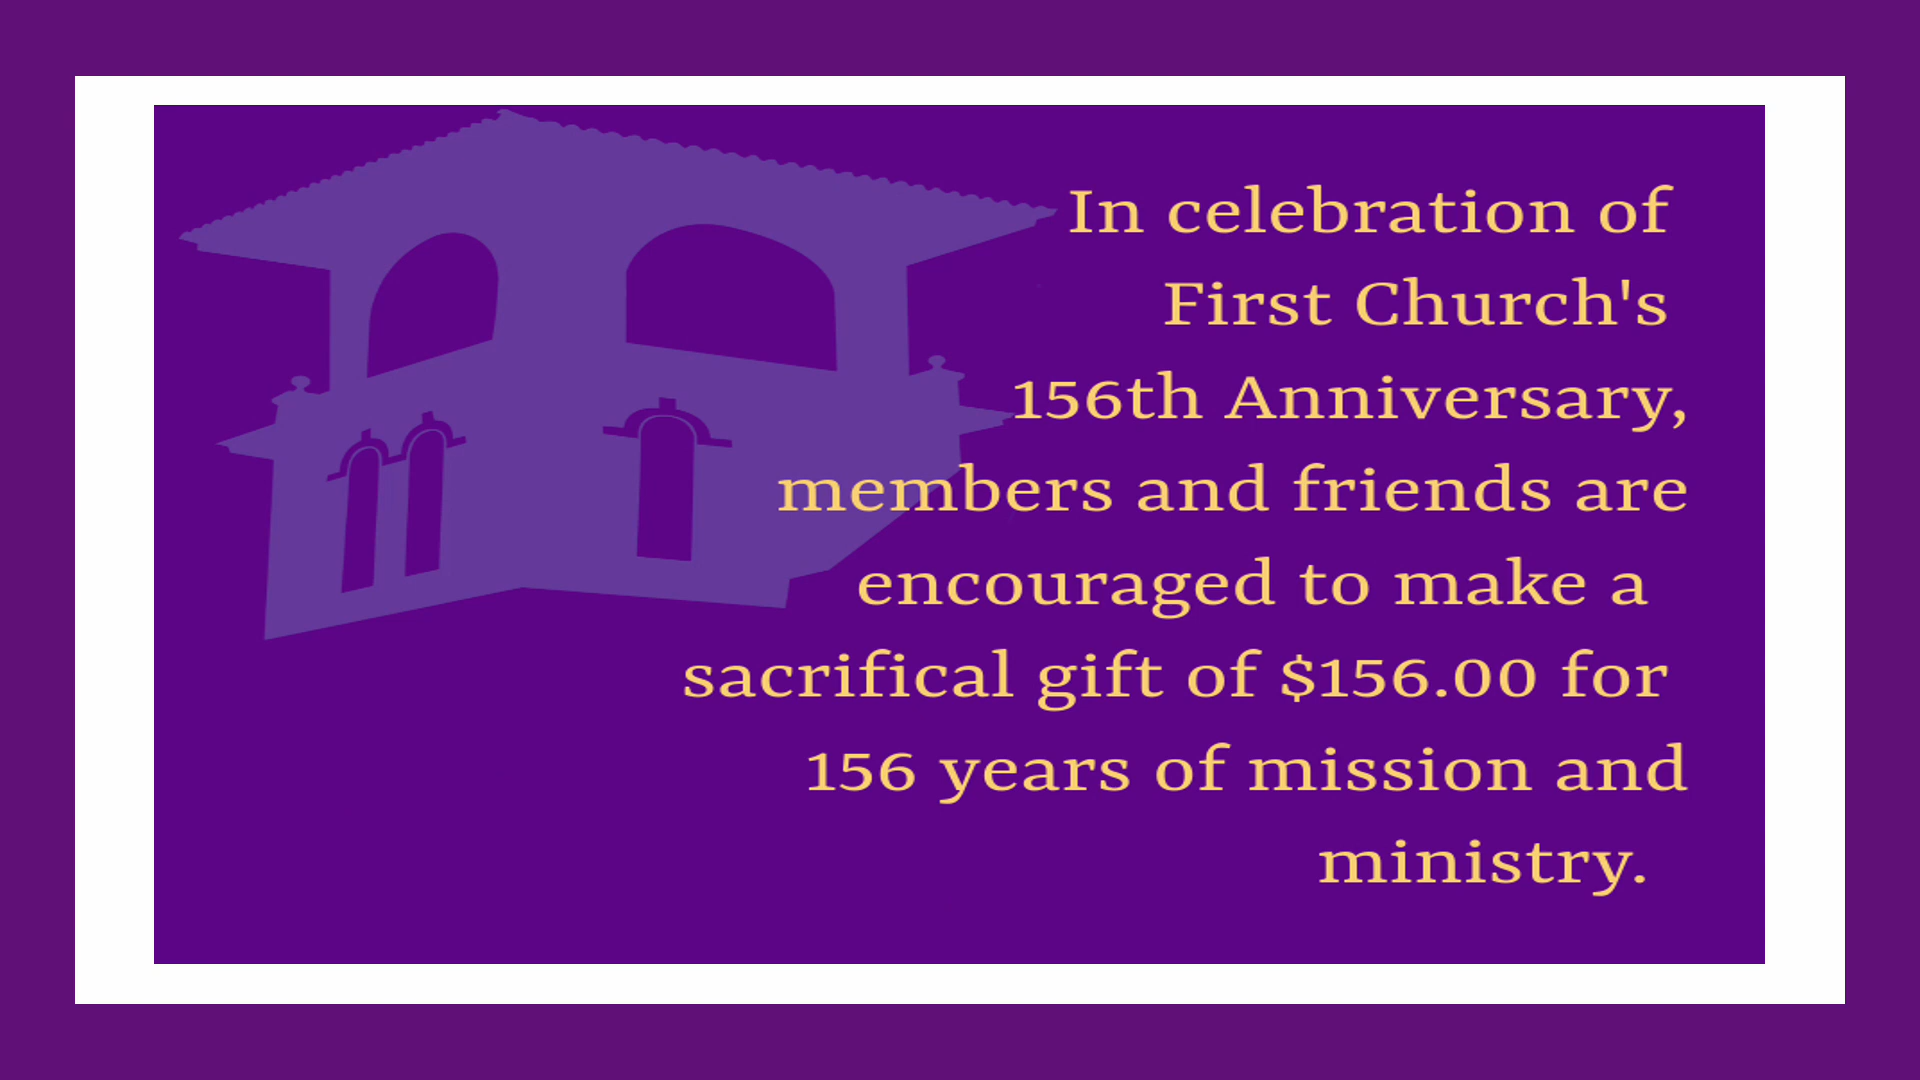 In celebration of
First Church's
156th Anniversary,
members and friends are
encouraged to make a
sacrifical gift of $156.00 for
156 years of mission and
ministry.